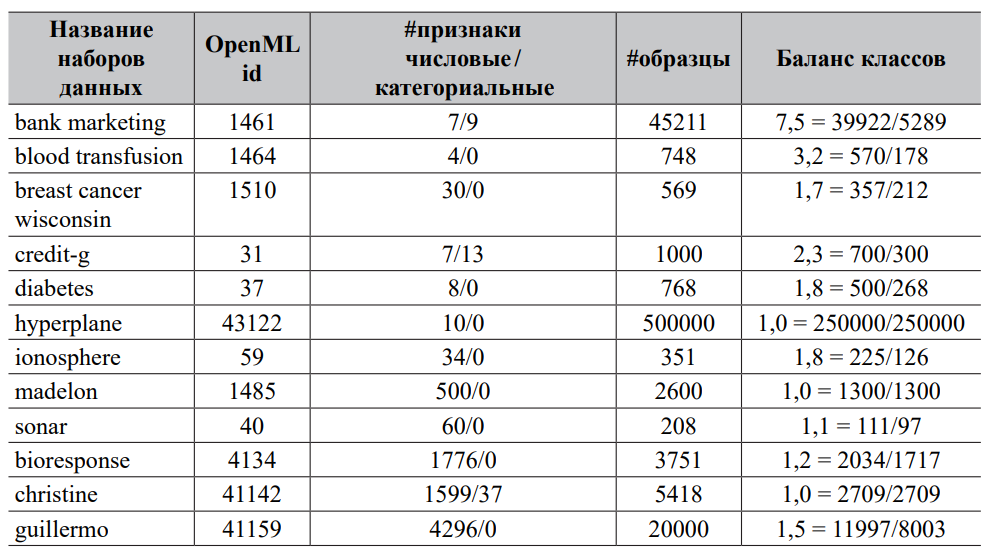 Название наборов данных | OpenML id | #признаки числовые/ категориальные | #образцы | Баланс классов
bank marketing | 1461 | 7/9 | 45211 | 7,5 = 39922/5289
blood transfusion | 1464 | 4/0 | 748 | 3,2 = 570/178
breast cancer wisconsin | 1510 | 30/0 | 569 | 1,7 = 357/212
credit-g | 31 | 7/13 | 1000 | 2,3 = 700/300
diabetes | 37 | 8/0 | 768 | 1,8 = 500/268
hyperplane | 43122 | 10/0 | 500000 | 1,0 = 250000/250000
ionosphere | 59 | 34/0 | 351 | 1,8 = 225/126
madelon | 1485 | 500/0 | 2600 | 1,0 = 1300/1300
sonar | 40 | 60/0 | 208 | 1,1 = 111/97
bioresponse | 4134 | 1776/0 | 3751 | 1,2 = 2034/1717
christine | 41142 | 1599/37 | 5418 | 1,0 = 2709/2709
guillermo | 41159 | 4296/0 | 20000 | 1,5 = 11997/8003